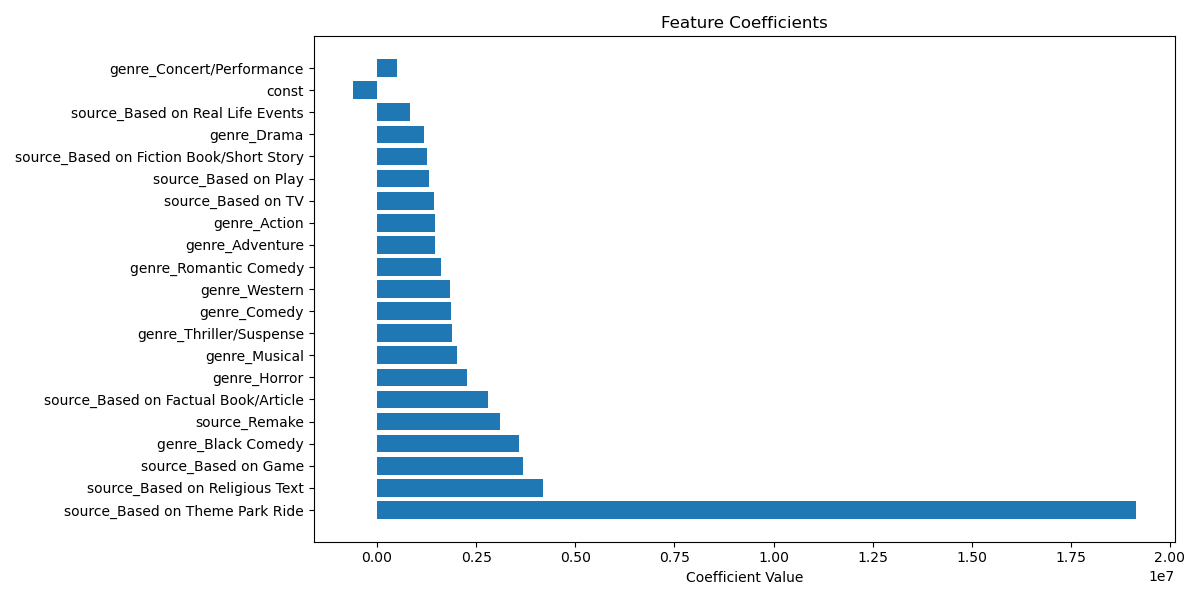 Feature Coefficients
genre_Concert/Performance
const
source_Based on Real Life Events
genre_Drama
source_Based on Fiction Book/Short Story
source_Based on Play
source_Based on TV
genre_Action
genre_Adventure
genre_Romantic Comedy
genre_Western
genre_Comedy
genre_Thriller/Suspense
genre_Musical
genre_Horror
source_Based on Factual Book/Article
source_Remake
genre_Black Comedy
source_Based on Game
source_Based on Religious Text
source_Based on Theme Park Ride
0.00 0.25 0.50 0.75 1.00 1.25 1.50 1.75 2.00
1e7
Coefficient Value